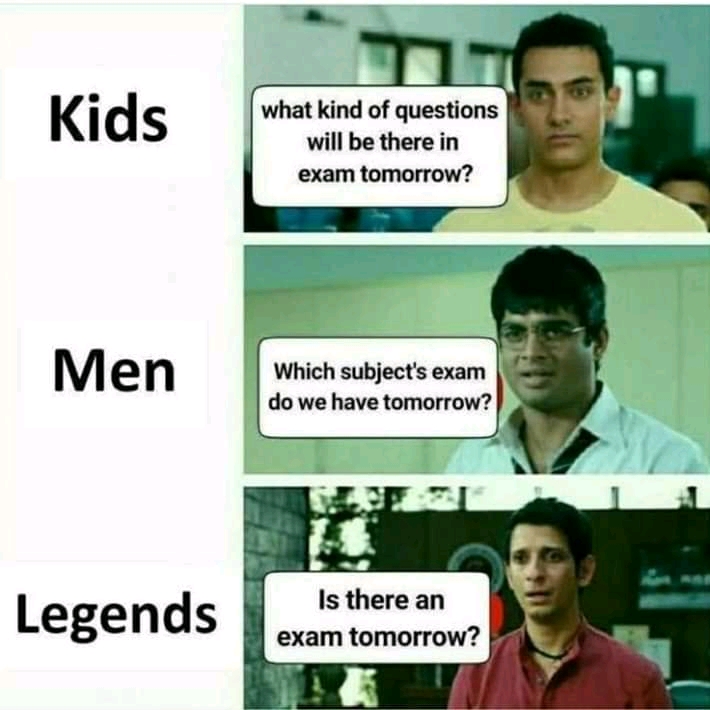 Kids
what kind of questions
will be there in
exam tomorrow?
Men
Which subject's exam
do we have tomorrow?
Legends
Is there an
exam tomorrow?